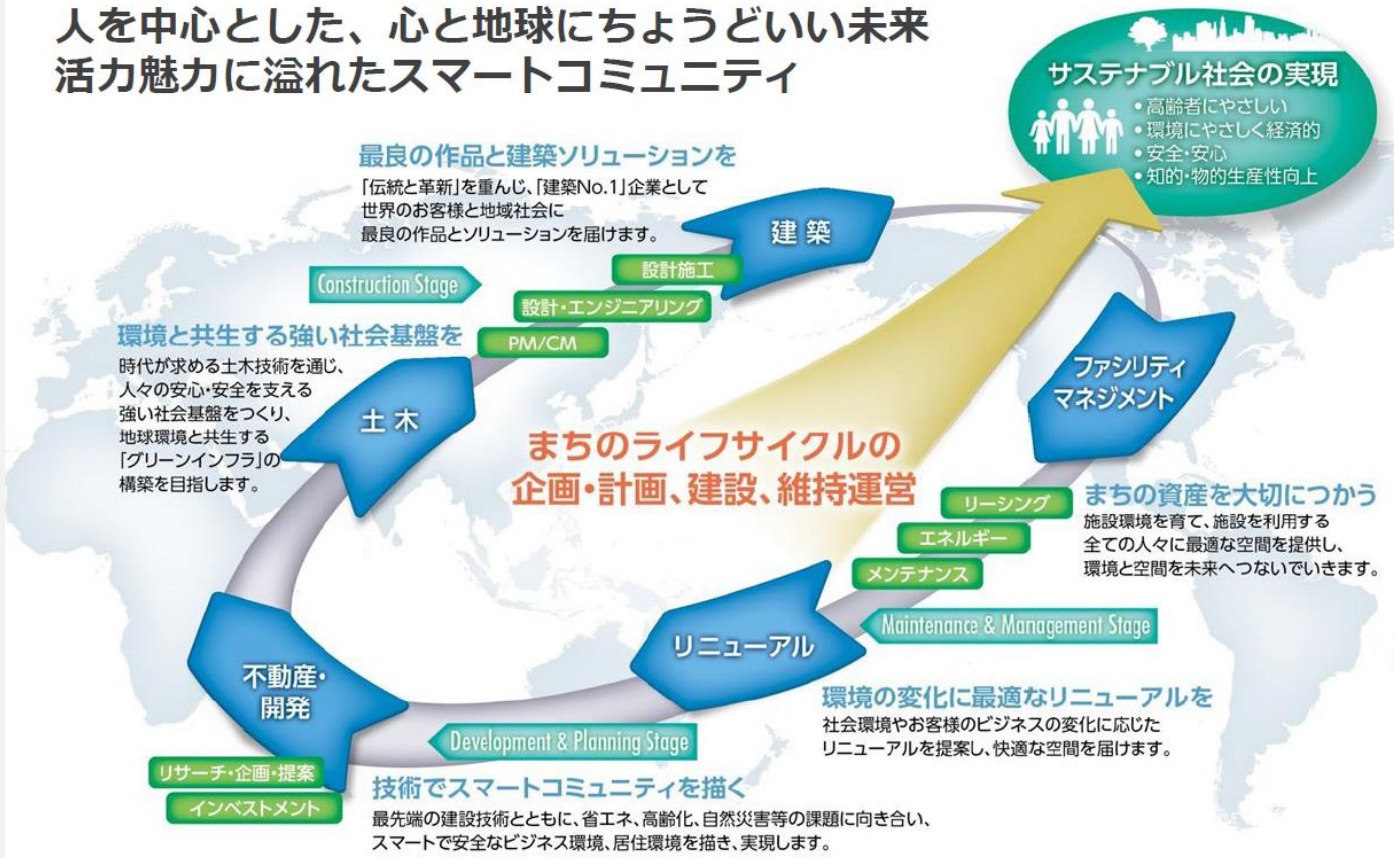 人を中心とした、心と地球にちょうどいい未来
活力魅力に溢れたスマートコミュニティ
サステナブル社会の実現
•高齢者にやさしい
•環境にやさしく経済的
•安全・安心
•知的・物的生産性向上
最良の作品と建築ソリューションを
「伝統と革新」を重んじ、「建築No.1」企業として
世界のお客様と地域社会に
最良の作品とソリューションを届けます。
建築
Construction Stage
設計施工
設計・エンジニアリング
PM/CM
環境と共生する強い社会基盤を
時代が求める土木技術を通じ、
人々の安心・安全を支える
強い社会基盤をつくり、
地球環境と共生する
「グリーンインフラ」の
構築を目指します。
土木
ファシリティ
マネジメント
まちのライフサイクルの
企画・計画、建設、維持運営
リーシング
エネルギー
メンテナンス
まちの資産を大切につかう
施設環境を育て、施設を利用する
全ての人々に最適な空間を提供し、
環境と空間を未来へつないでいきます。
Maintenance & Management Stage
リニューアル
環境の変化に最適なリニューアルを
社会環境やお客様のビジネスの変化に応じた
リニューアルを提案し、快適な空間を届けます。
不動産・
開発
Development & Planning Stage
リサーチ・企画・提案
インベストメント
技術でスマートコミュニティを描く
最先端の建設技術とともに、省エネ、高齢化、自然災害等の課題に向き合い、
スマートで安全なビジネス環境、居住環境を描き、実現します。